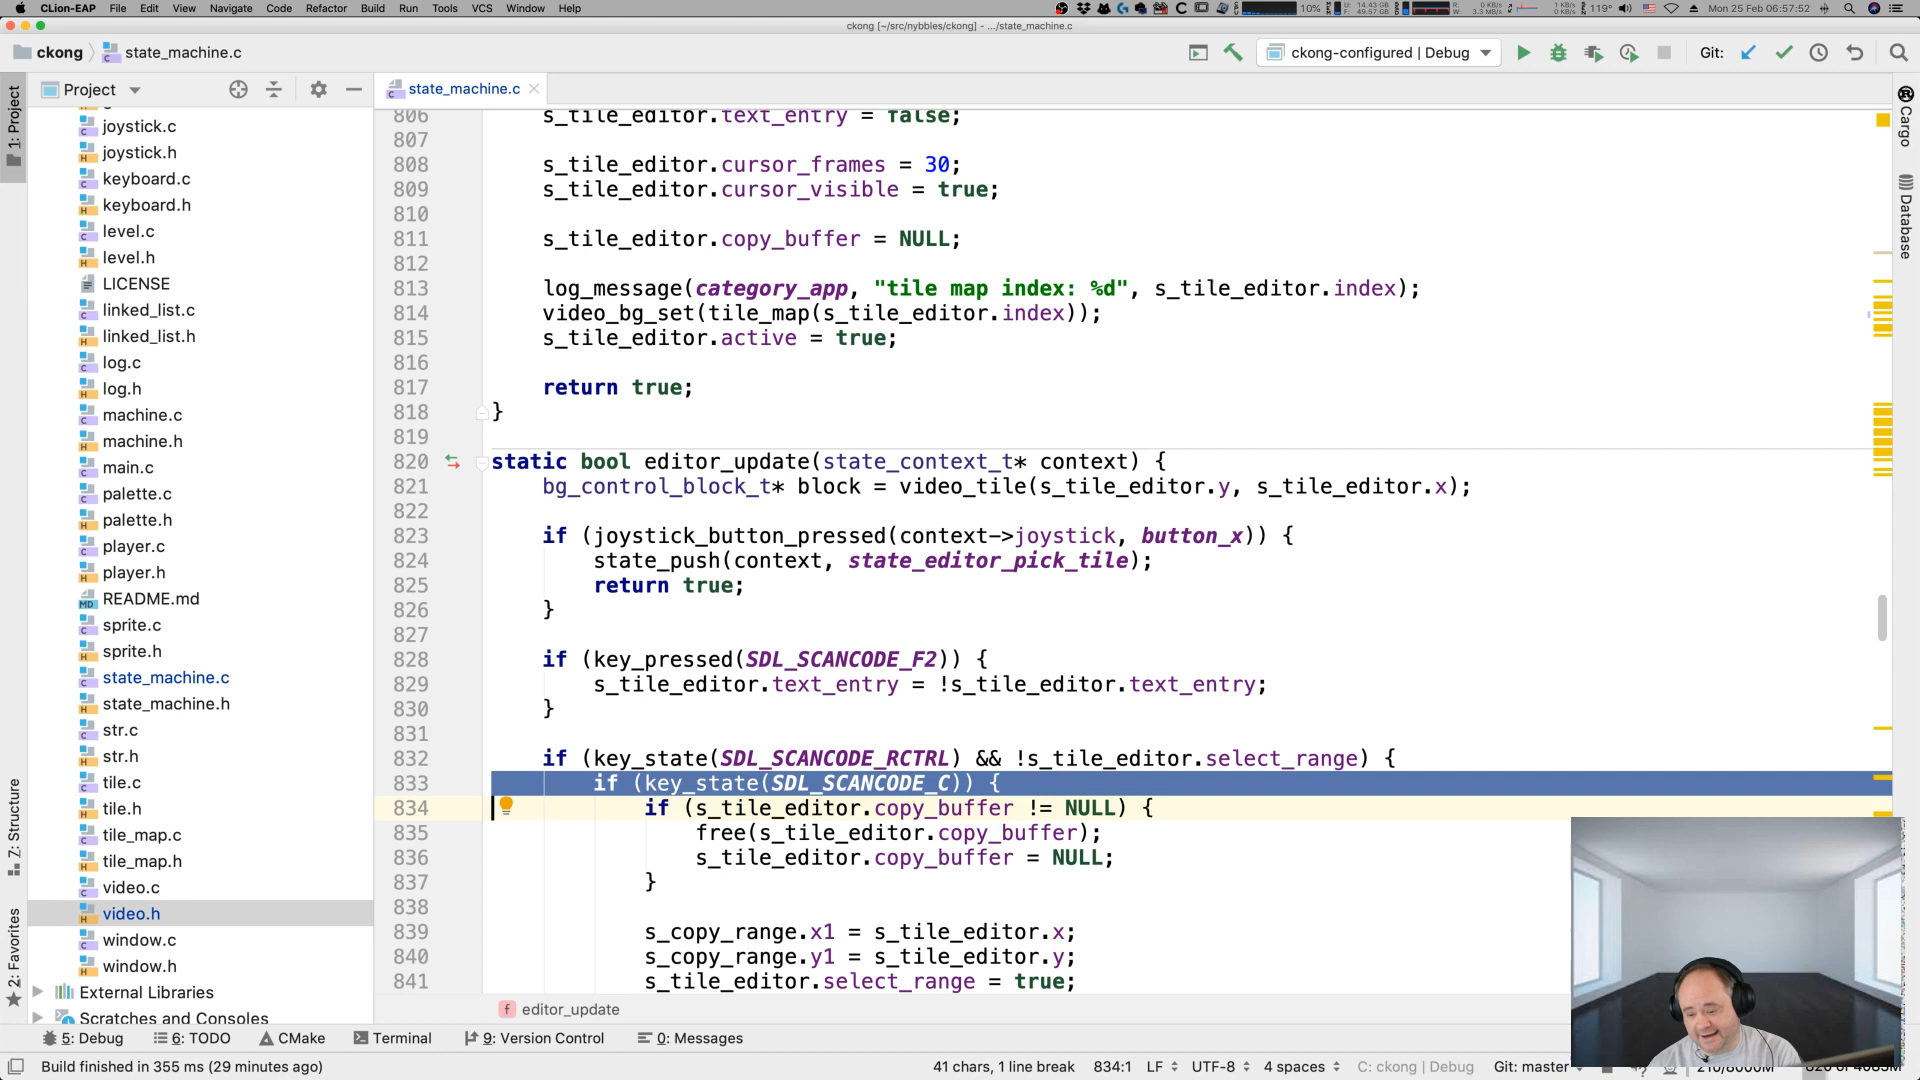 CLion-EAP File Edit View Navigate Code Refactor Build Run Tools VCS Window Help 10% 119° Mon 25 Feb 06:57:52
ckong [~/src/nybbles/ckong] - .../state_machine.c
ckong state_machine.c ckong-configured | Debug Git:
Project state_machine.c
1: Project
Z: Structure
2: Favorites
Cargo
Database
joystick.c
joystick.h
keyboard.c
keyboard.h
level.c
level.h
LICENSE
linked_list.c
linked_list.h
log.c
log.h
machine.c
machine.h
main.c
palette.c
palette.h
player.c
player.h
README.md
sprite.c
sprite.h
state_machine.c
state_machine.h
str.c
str.h
tile.c
tile.h
tile_map.c
tile_map.h
video.c
video.h
window.c
window.h
External Libraries
Scratches and Consoles
806 s_tile_editor.text_entry = false;
807
808 s_tile_editor.cursor_frames = 30;
809 s_tile_editor.cursor_visible = true;
810
811 s_tile_editor.copy_buffer = NULL;
812
813 log_message(category_app, "tile map index: %d", s_tile_editor.index);
814 video_bg_set(tile_map(s_tile_editor.index));
815 s_tile_editor.active = true;
816
817 return true;
818 }
819
820 static bool editor_update(state_context_t* context) {
821 bg_control_block_t* block = video_tile(s_tile_editor.y, s_tile_editor.x);
822
823 if (joystick_button_pressed(context->joystick, button_x)) {
824 state_push(context, state_editor_pick_tile);
825 return true;
826 }
827
828 if (key_pressed(SDL_SCANCODE_F2)) {
829 s_tile_editor.text_entry = !s_tile_editor.text_entry;
830 }
831
832 if (key_state(SDL_SCANCODE_RCTRL) && !s_tile_editor.select_range) {
833 if (key_state(SDL_SCANCODE_C)) {
834 if (s_tile_editor.copy_buffer != NULL) {
835 free(s_tile_editor.copy_buffer);
836 s_tile_editor.copy_buffer = NULL;
837 }
838
839 s_copy_range.x1 = s_tile_editor.x;
840 s_copy_range.y1 = s_tile_editor.y;
841 s_tile_editor.select_range = true;
f editor_update
5: Debug 6: TODO CMake Terminal 9: Version Control 0: Messages
Build finished in 355 ms (29 minutes ago) 41 chars, 1 line break 834:1 LF UTF-8 4 spaces C: ckong | Debug Git: master